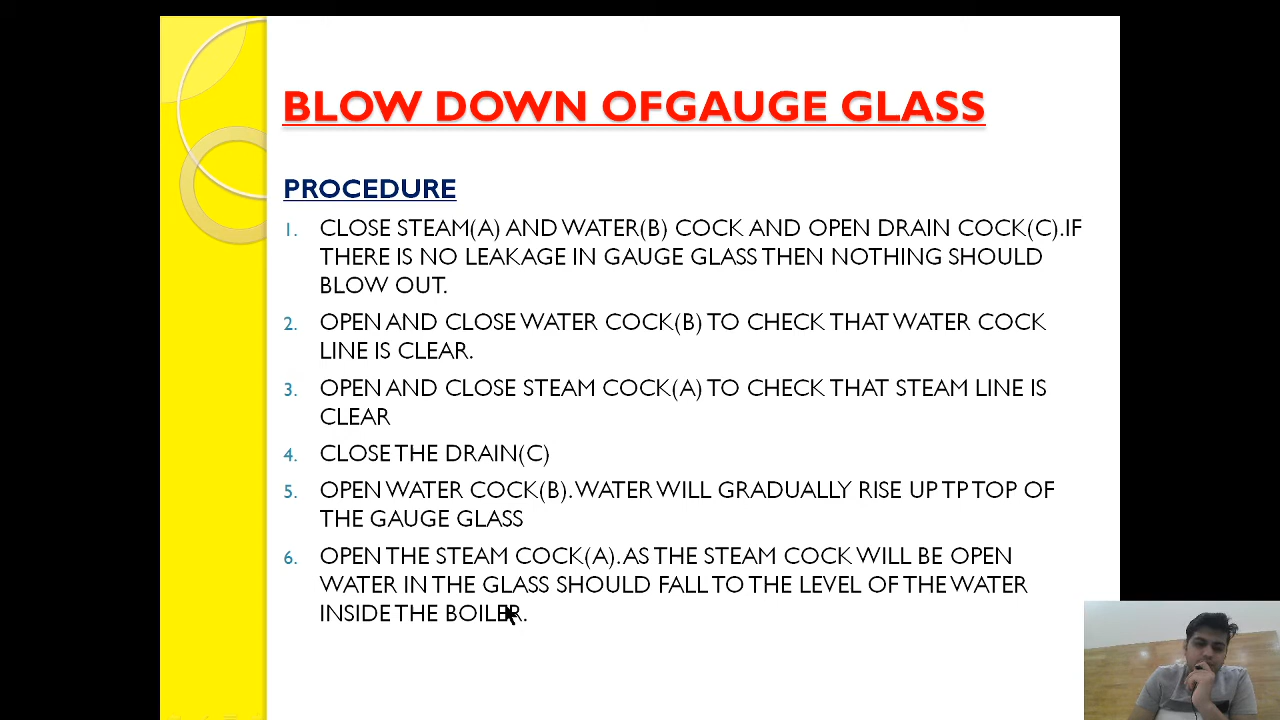 BLOW DOWN OFGAUGE GLASS
PROCEDURE
1. CLOSE STEAM(A) AND WATER(B) COCK AND OPEN DRAIN COCK(C).IF
THERE IS NO LEAKAGE IN GAUGE GLASS THEN NOTHING SHOULD
BLOW OUT.
2. OPEN AND CLOSE WATER COCK(B) TO CHECK THAT WATER COCK
LINE IS CLEAR.
3. OPEN AND CLOSE STEAM COCK(A) TO CHECK THAT STEAM LINE IS
CLEAR
4. CLOSE THE DRAIN(C)
5. OPEN WATER COCK(B). WATER WILL GRADUALLY RISE UP TP TOP OF
THE GAUGE GLASS
6. OPEN THE STEAM COCK(A). AS THE STEAM COCK WILL BE OPEN
WATER IN THE GLASS SHOULD FALL TO THE LEVEL OF THE WATER
INSIDE THE BOILER.